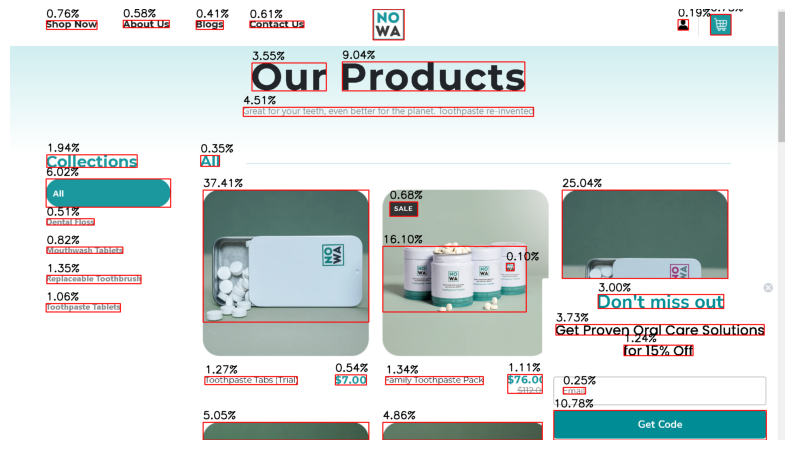 0.76% 0.58% 0.41% 0.61% 0.19%
Shop Now About Us Blogs Contact Us
NO
WA
3.55% 9.04%
Our Products
4.51%
Great for your teeth, even better for the planet. Toothpaste re-invented
1.94% 0.35%
Collections All
6.02%
All
0.51%
Dental Floss
0.82%
Mouthwash Tablets
1.35%
Replaceable Toothbrush
1.06%
Toothpaste Tablets
37.41% 0.68% 25.04%
SALE
16.10% 0.10%
NO
WA
NO
WA
NO
WA
3.00%
Don't miss out
3.73%
Get Proven Oral Care Solutions
1.24%
for 15% Off
1.27% 0.54% 1.34% 1.11%
Toothpaste Tabs (Trial) $7.00 Family Toothpaste Pack $76.00
$112.0
0.25%
Email
10.78%
Get Code
5.05% 4.86%